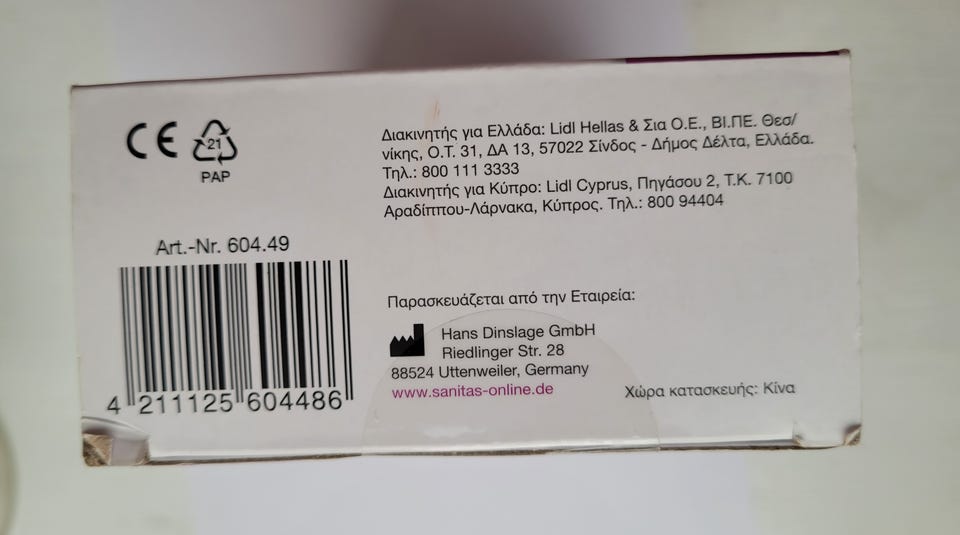 CE
21
PAP
Διακινητής για Ελλάδα: Lidl Hellas & Σια Ο.Ε., ΒΙ.ΠΕ. Θεσ/
νίκης, Ο.Τ. 31, ΔΑ 13, 57022 Σίνδος - Δήμος Δέλτα, Ελλάδα.
Τηλ.: 800 111 3333
Διακινητής για Κύπρο: Lidl Cyprus, Πηγάσου 2, Τ.Κ. 7100
Αραδίππου-Λάρνακα, Κύπρος. Τηλ.: 800 94404
Art.-Nr. 604.49
4 211125 604486
Παρασκευάζεται από την Εταιρεία:
Hans Dinslage GmbH
Riedlinger Str. 28
88524 Uttenweiler, Germany
www.sanitas-online.de
Χώρα κατασκευής: Κίνα